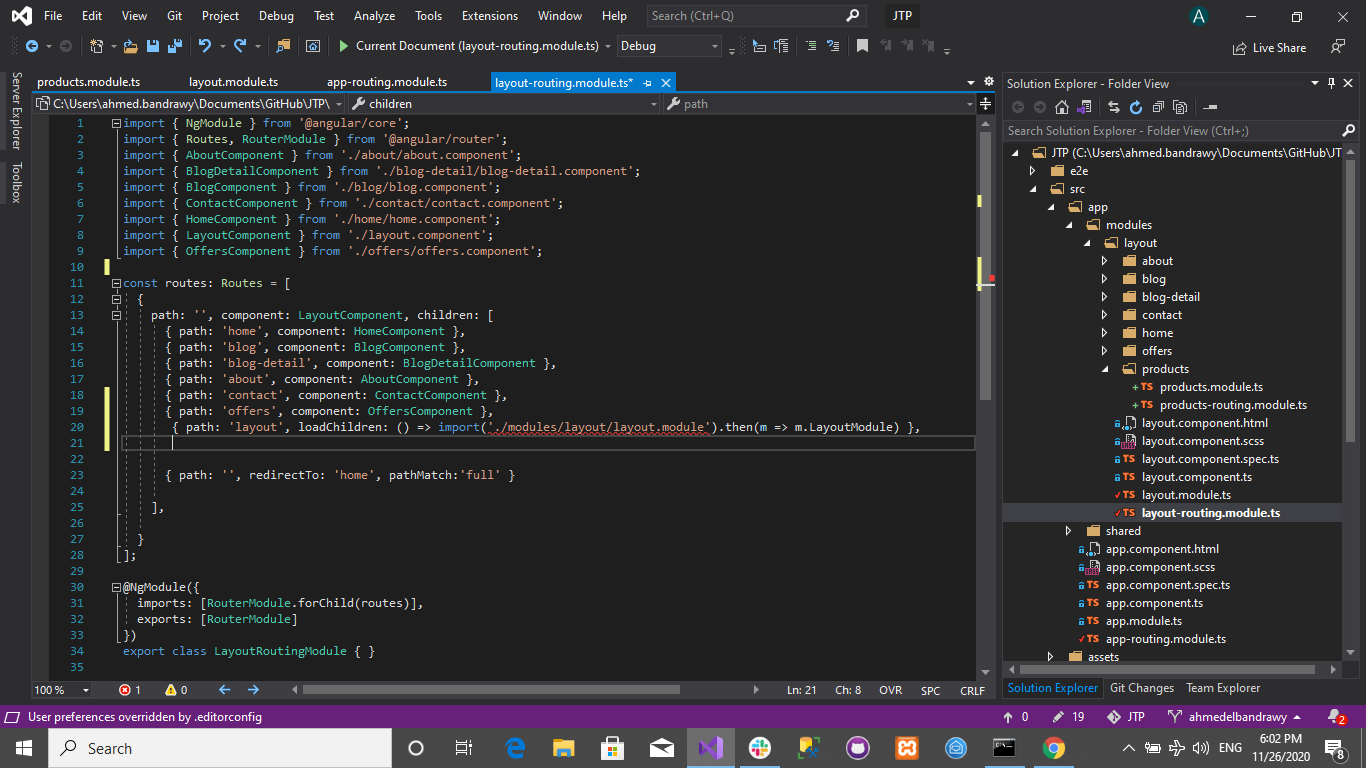 File Edit View Git Project Debug Test Analyze Tools Extensions Window Help Search (Ctrl+Q) JTP A
Current Document (layout-routing.module.ts) Debug Live Share
Server Explorer
Toolbox
products.module.ts layout.module.ts app-routing.module.ts layout-routing.module.ts*
C:\Users\ahmed.bandrawy\Documents\GitHub\JTP\ children path
1 import { NgModule } from '@angular/core';
2 import { Routes, RouterModule } from '@angular/router';
3 import { AboutComponent } from './about/about.component';
4 import { BlogDetailComponent } from './blog-detail/blog-detail.component';
5 import { BlogComponent } from './blog/blog.component';
6 import { ContactComponent } from './contact/contact.component';
7 import { HomeComponent } from './home/home.component';
8 import { LayoutComponent } from './layout.component';
9 import { OffersComponent } from './offers/offers.component';
10
11 const routes: Routes = [
12 {
13 path: '', component: LayoutComponent, children: [
14 { path: 'home', component: HomeComponent },
15 { path: 'blog', component: BlogComponent },
16 { path: 'blog-detail', component: BlogDetailComponent },
17 { path: 'about', component: AboutComponent },
18 { path: 'contact', component: ContactComponent },
19 { path: 'offers', component: OffersComponent },
20 { path: 'layout', loadChildren: () => import('./modules/layout/layout.module').then(m => m.LayoutModule) },
21
22
23 { path: '', redirectTo: 'home', pathMatch:'full' }
24
25 ],
26
27 }
28 ];
29
30 @NgModule({
31 imports: [RouterModule.forChild(routes)],
32 exports: [RouterModule]
33 })
34 export class LayoutRoutingModule { }
35
100 % 1 0 Ln: 21 Ch: 8 OVR SPC CRLF
Solution Explorer - Folder View
Search Solution Explorer - Folder View (Ctrl+;)
JTP (C:\Users\ahmed.bandrawy\Documents\GitHub\JT
e2e
src
app
modules
layout
about
blog
blog-detail
contact
home
offers
products
+ TS products.module.ts
+ TS products-routing.module.ts
layout.component.html
layout.component.scss
TS layout.component.spec.ts
TS layout.component.ts
TS layout.module.ts
TS layout-routing.module.ts
shared
app.component.html
app.component.scss
TS app.component.spec.ts
TS app.component.ts
TS app.module.ts
TS app-routing.module.ts
assets
Solution Explorer Git Changes Team Explorer
User preferences overridden by .editorconfig 0 19 JTP ahmedelbandrawy 2
Search ENG 6:02 PM
11/26/2020 8